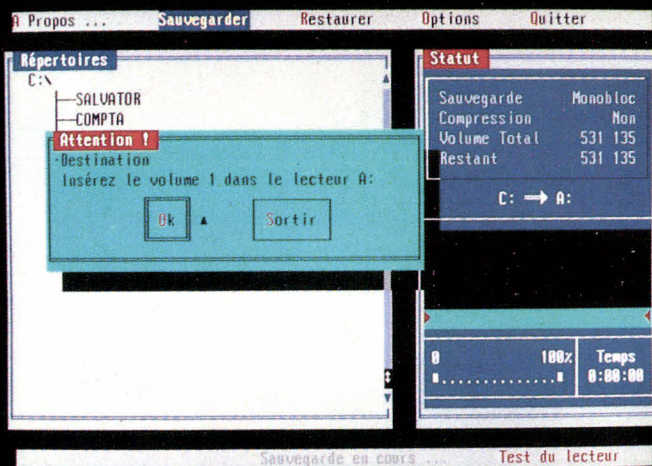 A Propos ... Sauvegarder Restaurer Options Quitter
Répertoires
C:\
SALVATOR
COMPTA
Attention !
Destination
Insérez le volume 1 dans le lecteur A:
Ok
Sortir
Statut
Sauvegarde Monobloc
Compression Non
Volume Total 531 135
Restant 531 135
C: → A:
0 100%
Temps
0:00:00
Sauvegarde en cours ... Test du lecteur